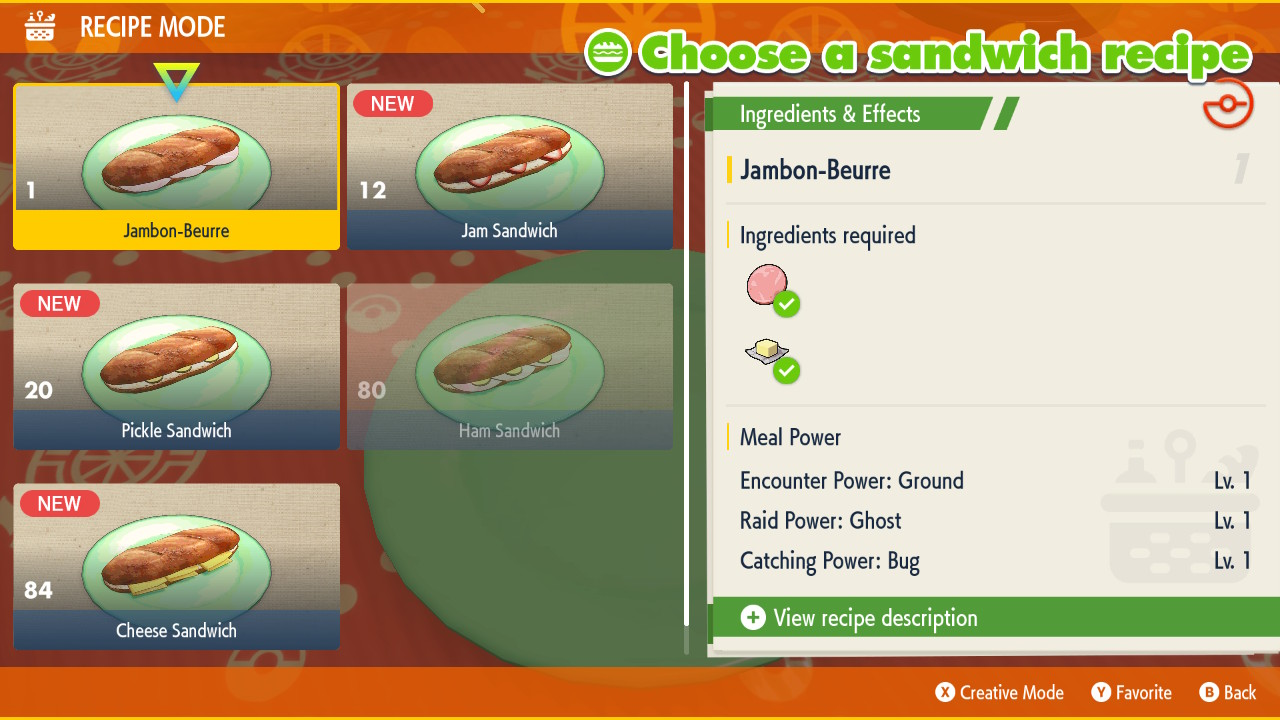 RECIPE MODE
Choose a sandwich recipe
1
Jambon-Beurre
NEW
12
Jam Sandwich
NEW
20
Pickle Sandwich
80
Ham Sandwich
NEW
84
Cheese Sandwich
Ingredients & Effects
Jambon-Beurre 1
Ingredients required
Meal Power
Encounter Power: Ground Lv. 1
Raid Power: Ghost Lv. 1
Catching Power: Bug Lv. 1
+ View recipe description
X Creative Mode Y Favorite B Back